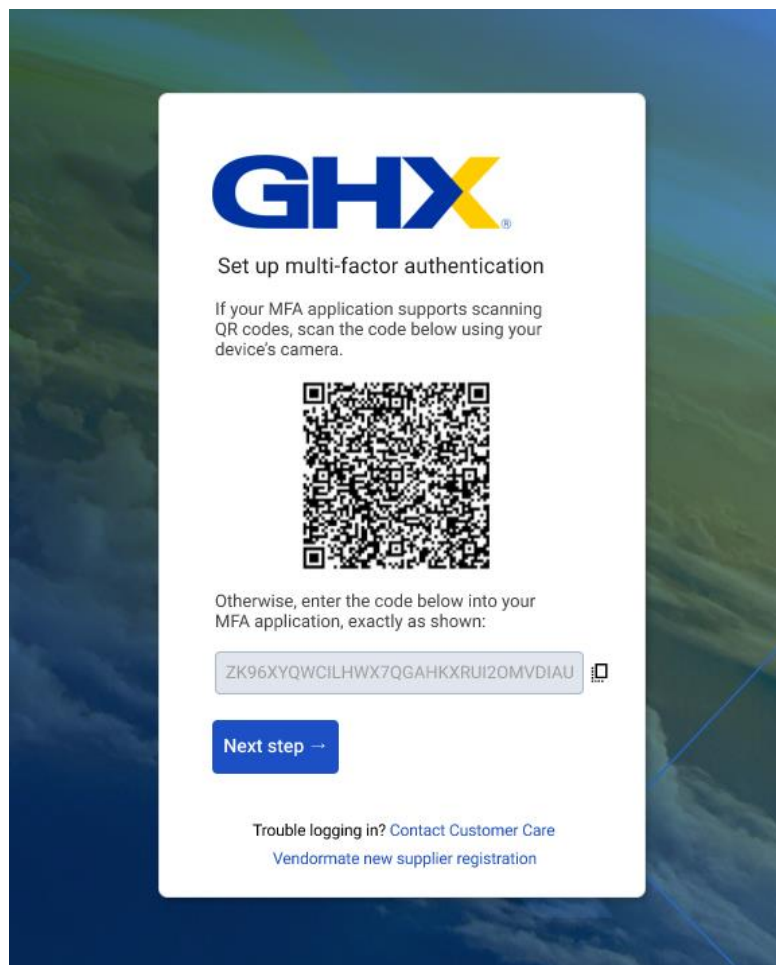 GHX®
Set up multi-factor authentication
If your MFA application supports scanning
QR codes, scan the code below using your
device's camera.
Otherwise, enter the code below into your
MFA application, exactly as shown:
ZK96XYQWCILHWX7QGAHKXRUI2OMVDIAU
Next step →
Trouble logging in? Contact Customer Care
Vendormate new supplier registration